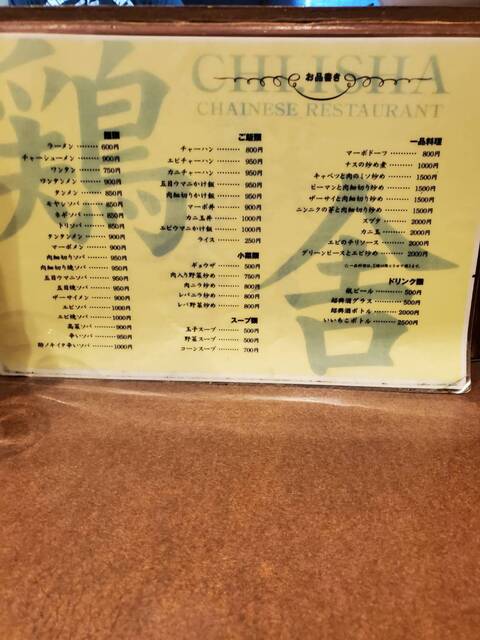 鶏舎
CHI.ISHA
お品書き
CHAINESE RESTAURANT
麺類
ラーメン ……… 600円
チャーシューメン …… 900円
ワンタン ……… 750円
ワンタンメン ……… 900円
タンメン ……… 850円
モヤシソバ ……… 850円
ネギソバ ……… 850円
トリソバ ……… 850円
タンタンメン ……… 900円
マーボメン ……… 900円
肉細切りソバ ……… 950円
肉細切り焼ソバ …… 950円
五目ウマニソバ …… 950円
五目焼ソバ ……… 950円
ザーサイメン ……… 900円
エビソバ ……… 1000円
エビ焼ソバ ……… 1000円
高菜ソバ ……… 900円
辛いソバ ……… 950円
ご飯類
チャーハン ……… 800円
エビチャーハン ……… 950円
カニチャーハン ……… 950円
五目ウマニかけ飯 …… 950円
肉細切りかけ飯 ……… 950円
マーボ丼 ……… 900円
カニ玉丼 ……… 1000円
エビウマニかけ飯 …… 1000円
ライス ……… 250円
小菜類
ギョウザ ……… 500円
肉入り野菜炒め ……… 750円
肉ニラ炒め ……… 800円
レバニラ炒め ……… 800円
レバ野菜炒め ……… 800円
スープ類
玉子スープ ……… 500円
野菜スープ ……… 500円
コーンスープ ……… 700円
一品料理
マーボドーフ ……… 800円
ナスの炒め煮 ……… 1000円
キャベツと肉のミソ炒め …… 1500円
ピーマンと肉細切り炒め …… 1500円
ザーサイと肉細切り炒め …… 1500円
ニンニクの茎と肉細切り炒め …… 1500円
スブタ ……… 2000円
カニ玉 ……… 2000円
エビのチリソース ……… 2000円
グリーンピースとエビ炒め …… 2000円
ドリンク類
瓶ビール ……… 500円
紹興酒グラス ……… 500円
紹興酒ボトル ……… 2000円
いいちこボトル ……… 2500円